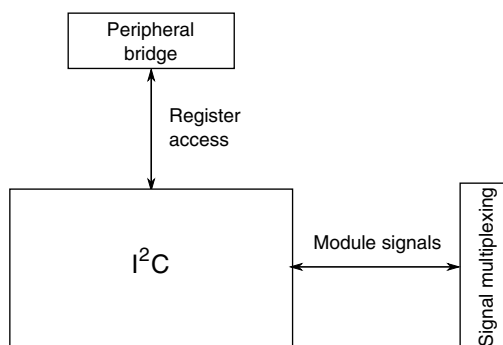 Peripheral
bridge
Register
access
I²C
Module signals
Signal multiplexing